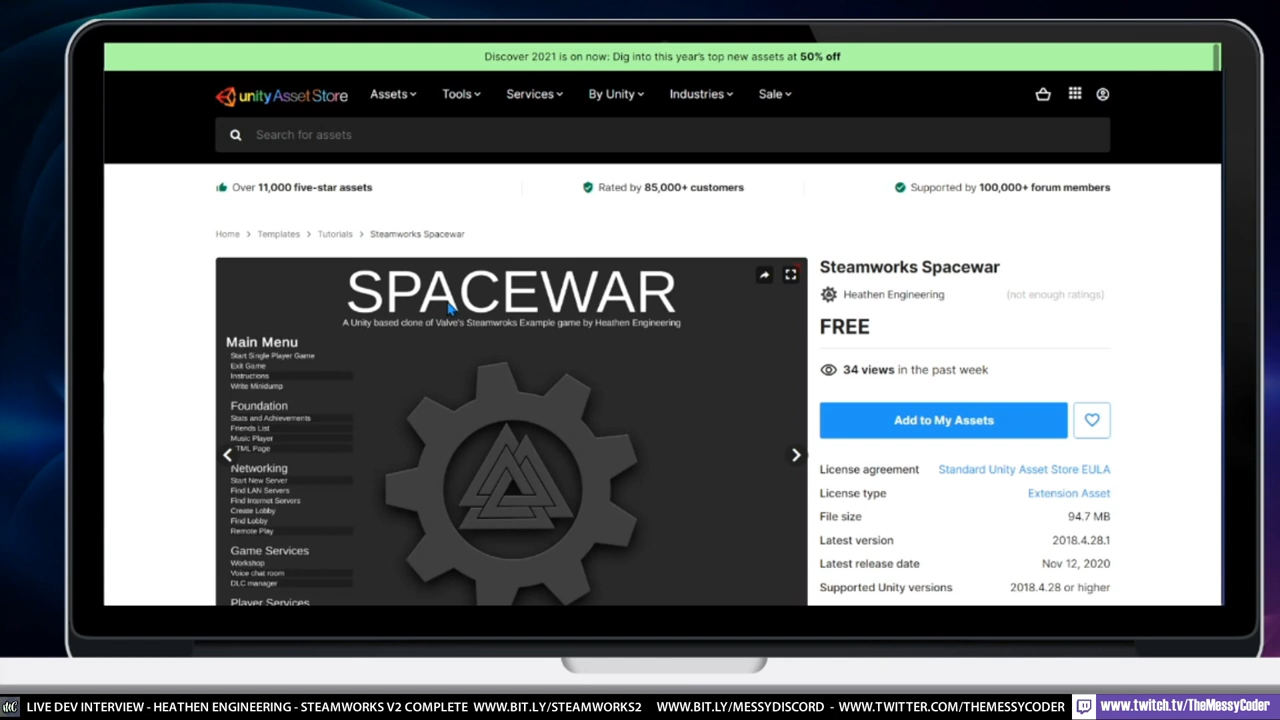 Discover 2021 is on now: Dig into this year's top new assets at 50% off
unity Asset Store
Assets Tools Services By Unity Industries Sale
Search for assets
Over 11,000 five-star assets
Rated by 85,000+ customers
Supported by 100,000+ forum members
Home > Templates > Tutorials > Steamworks Spacewar
SPACEWAR
A Unity based clone of Valve's Steamwroks Example game by Heathen Engineering
Main Menu
Start Single Player Game
Exit Game
Instructions
Write Minidump
Foundation
Stats and Achievements
Friends List
Music Player
TML Page
Networking
Start New Server
Find LAN Servers
Find Internet Servers
Create Lobby
Find Lobby
Remote Play
Game Services
Workshop
Voice chat room
DLC manager
Player Services
Steamworks Spacewar
Heathen Engineering (not enough ratings)
FREE
34 views in the past week
Add to My Assets
License agreement Standard Unity Asset Store EULA
License type Extension Asset
File size 94.7 MB
Latest version 2018.4.28.1
Latest release date Nov 12, 2020
Supported Unity versions 2018.4.28 or higher
LIVE DEV INTERVIEW - HEATHEN ENGINEERING - STEAMWORKS V2 COMPLETE WWW.BIT.LY/STEAMWORKS2 WWW.BIT.LY/MESSYDISCORD - WWW.TWITTER.COM/THEMESSYCODER www.twitch.tv/TheMessyCoder